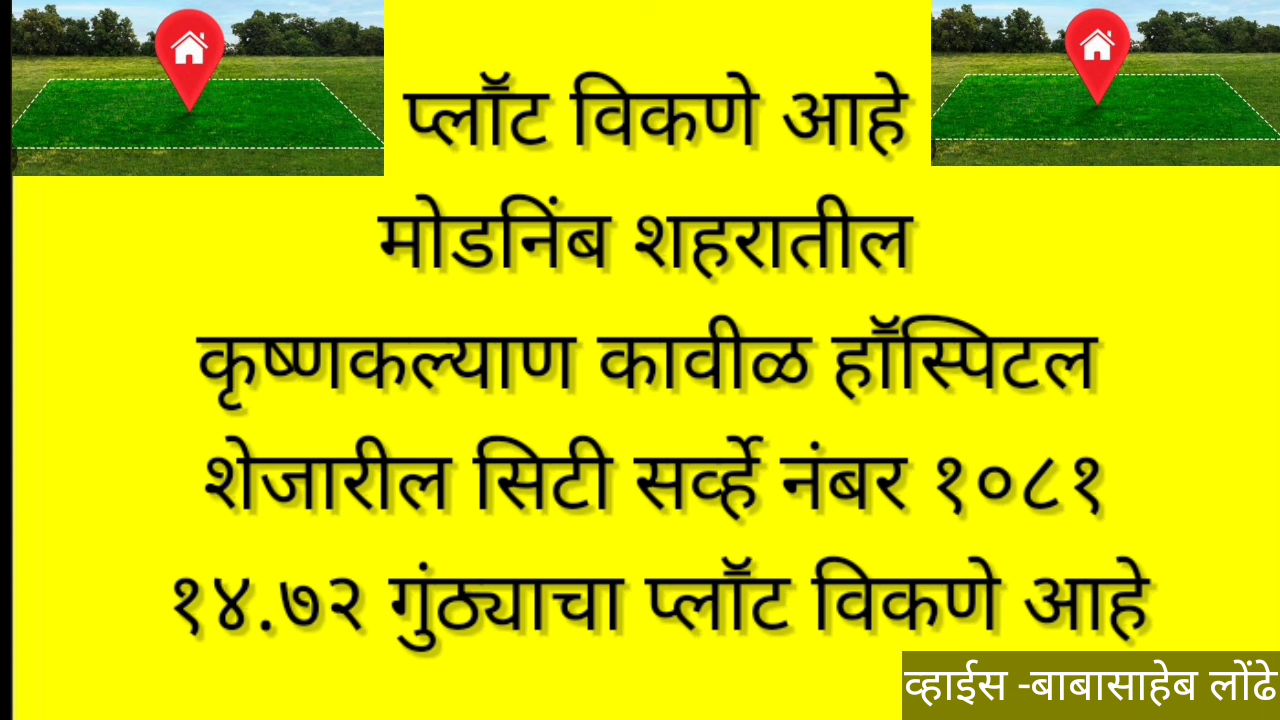 प्लॉट विकणे आहे
मोडनिंब शहरातील
कृष्णकल्याण कावीळ हॉस्पिटल
शेजारील सिटी सर्व्हे नंबर १०८१
१४.७२ गुंठ्याचा प्लॉट विकणे आहे
व्हाईस -बाबासाहेब लोंढे